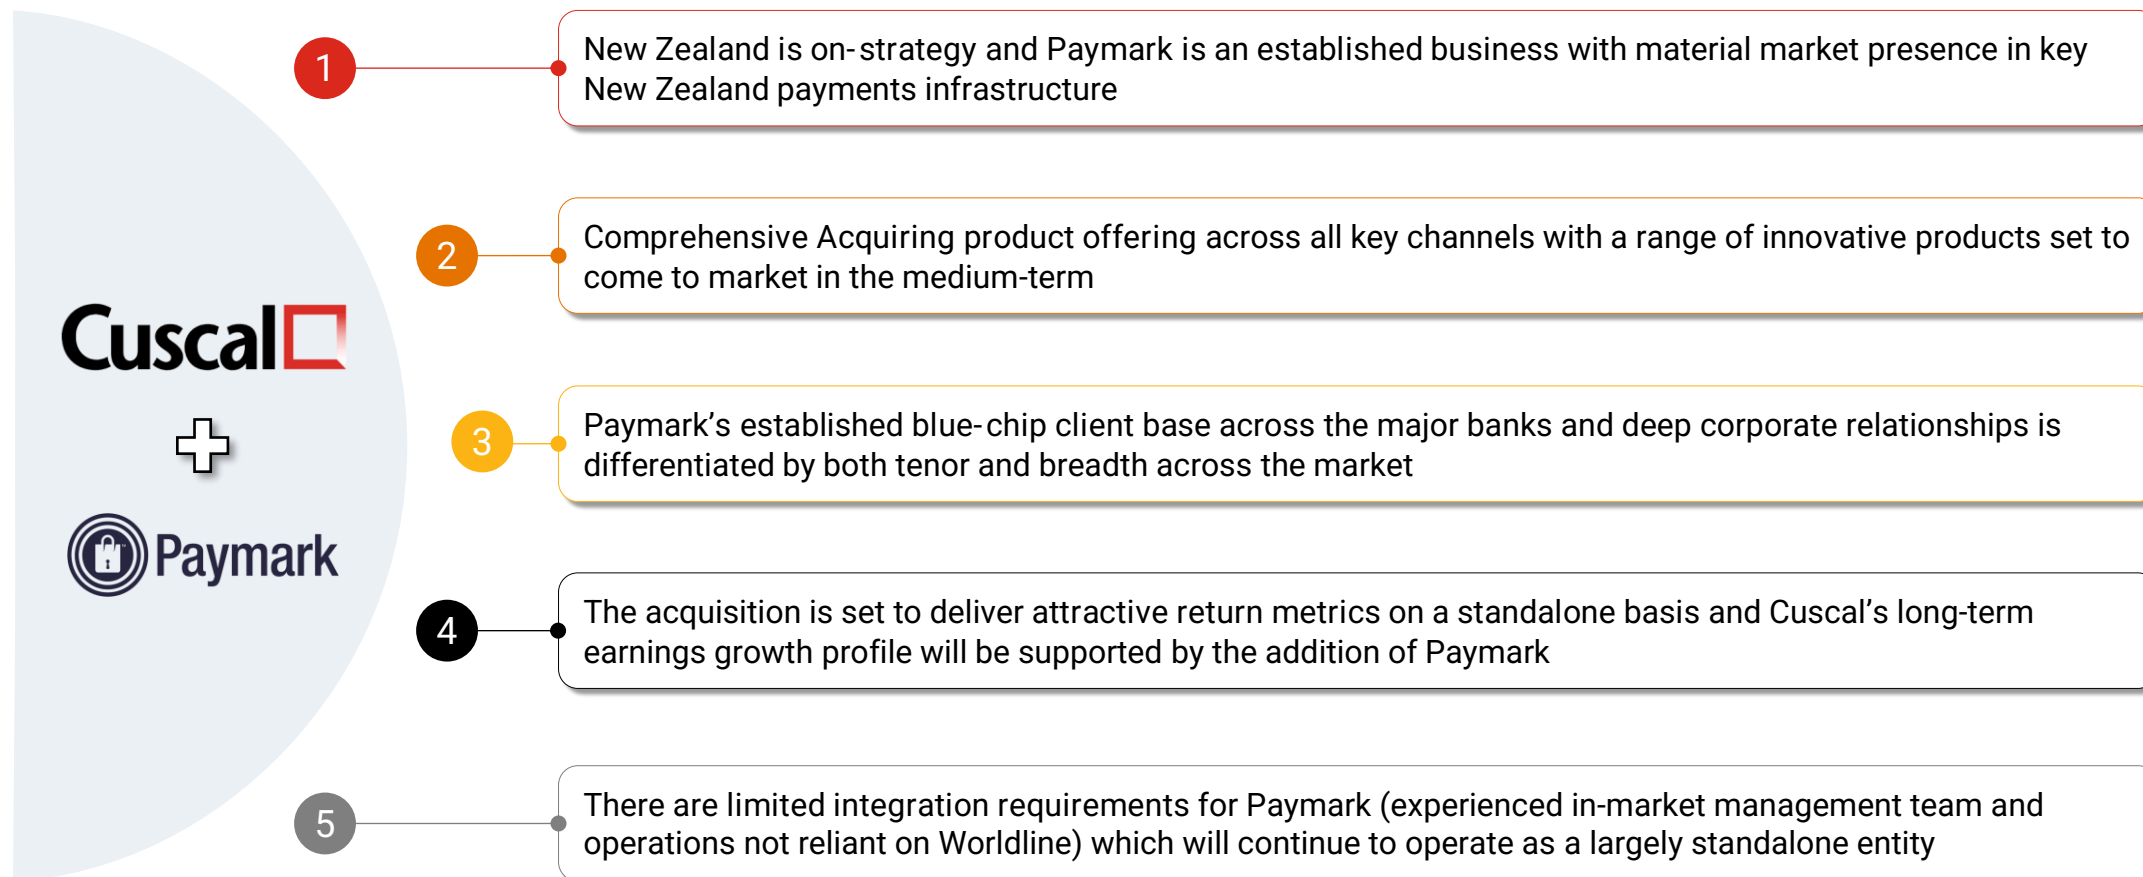 1
New Zealand is on-strategy and Paymark is an established business with material market presence in key
New Zealand payments infrastructure
2
Comprehensive Acquiring product offering across all key channels with a range of innovative products set to
come to market in the medium-term
Cuscal
3
Paymark’s established blue-chip client base across the major banks and deep corporate relationships is
differentiated by both tenor and breadth across the market
Paymark
4
The acquisition is set to deliver attractive return metrics on a standalone basis and Cuscal’s long-term
earnings growth profile will be supported by the addition of Paymark
5
There are limited integration requirements for Paymark (experienced in-market management team and
operations not reliant on Worldline) which will continue to operate as a largely standalone entity